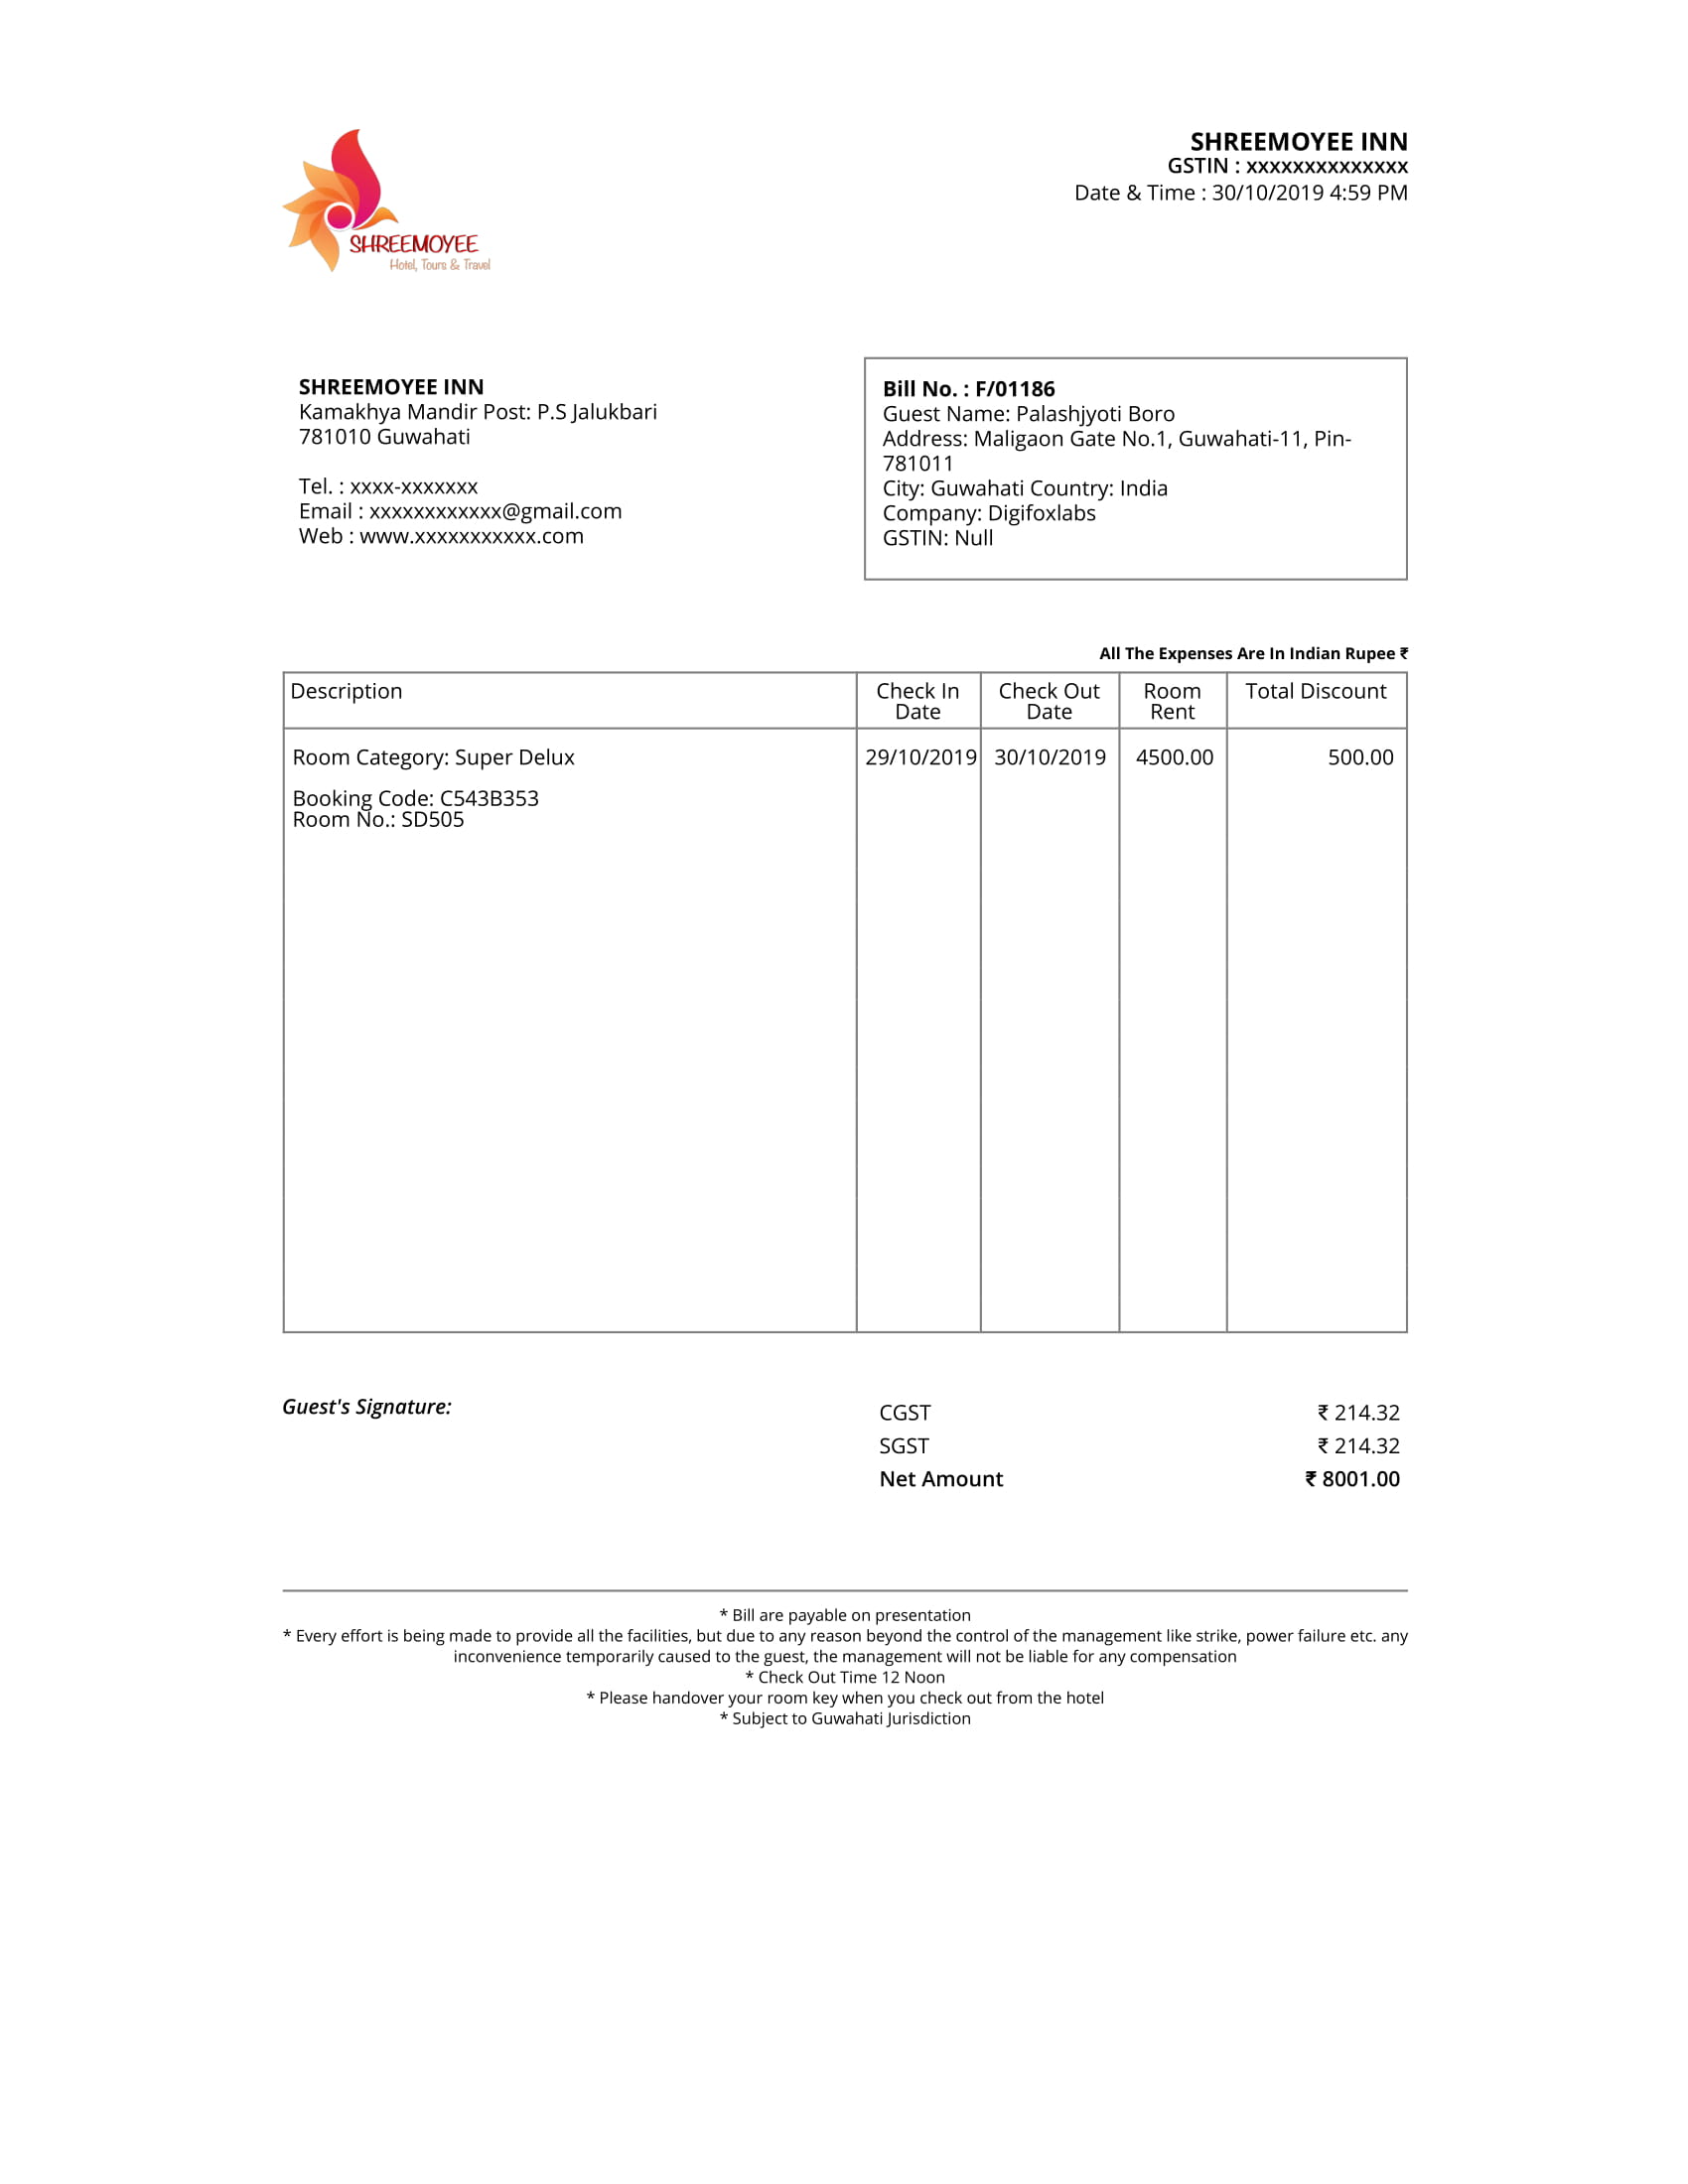 SHREEMOYEE
Hotel, Tours & Travel
SHREEMOYEE INN
GSTIN : xxxxxxxxxxxxxx
Date & Time : 30/10/2019 4:59 PM
SHREEMOYEE INN
Kamakhya Mandir Post: P.S Jalukbari
781010 Guwahati
Tel. : xxxx-xxxxxxx
Email : xxxxxxxxxxxx@gmail.com
Web : www.xxxxxxxxxxx.com
Bill No. : F/01186
Guest Name: Palashjyoti Boro
Address: Maligaon Gate No.1, Guwahati-11, Pin-
781011
City: Guwahati Country: India
Company: Digifoxlabs
GSTIN: Null
All The Expenses Are In Indian Rupee ₹
Description Check In Date Check Out Date Room Rent Total Discount
Room Category: Super Delux 29/10/2019 30/10/2019 4500.00 500.00
Booking Code: C543B353
Room No.: SD505
Guest's Signature:
CGST ₹ 214.32
SGST ₹ 214.32
Net Amount ₹ 8001.00
* Bill are payable on presentation
* Every effort is being made to provide all the facilities, but due to any reason beyond the control of the management like strike, power failure etc. any
inconvenience temporarily caused to the guest, the management will not be liable for any compensation
* Check Out Time 12 Noon
* Please handover your room key when you check out from the hotel
* Subject to Guwahati Jurisdiction